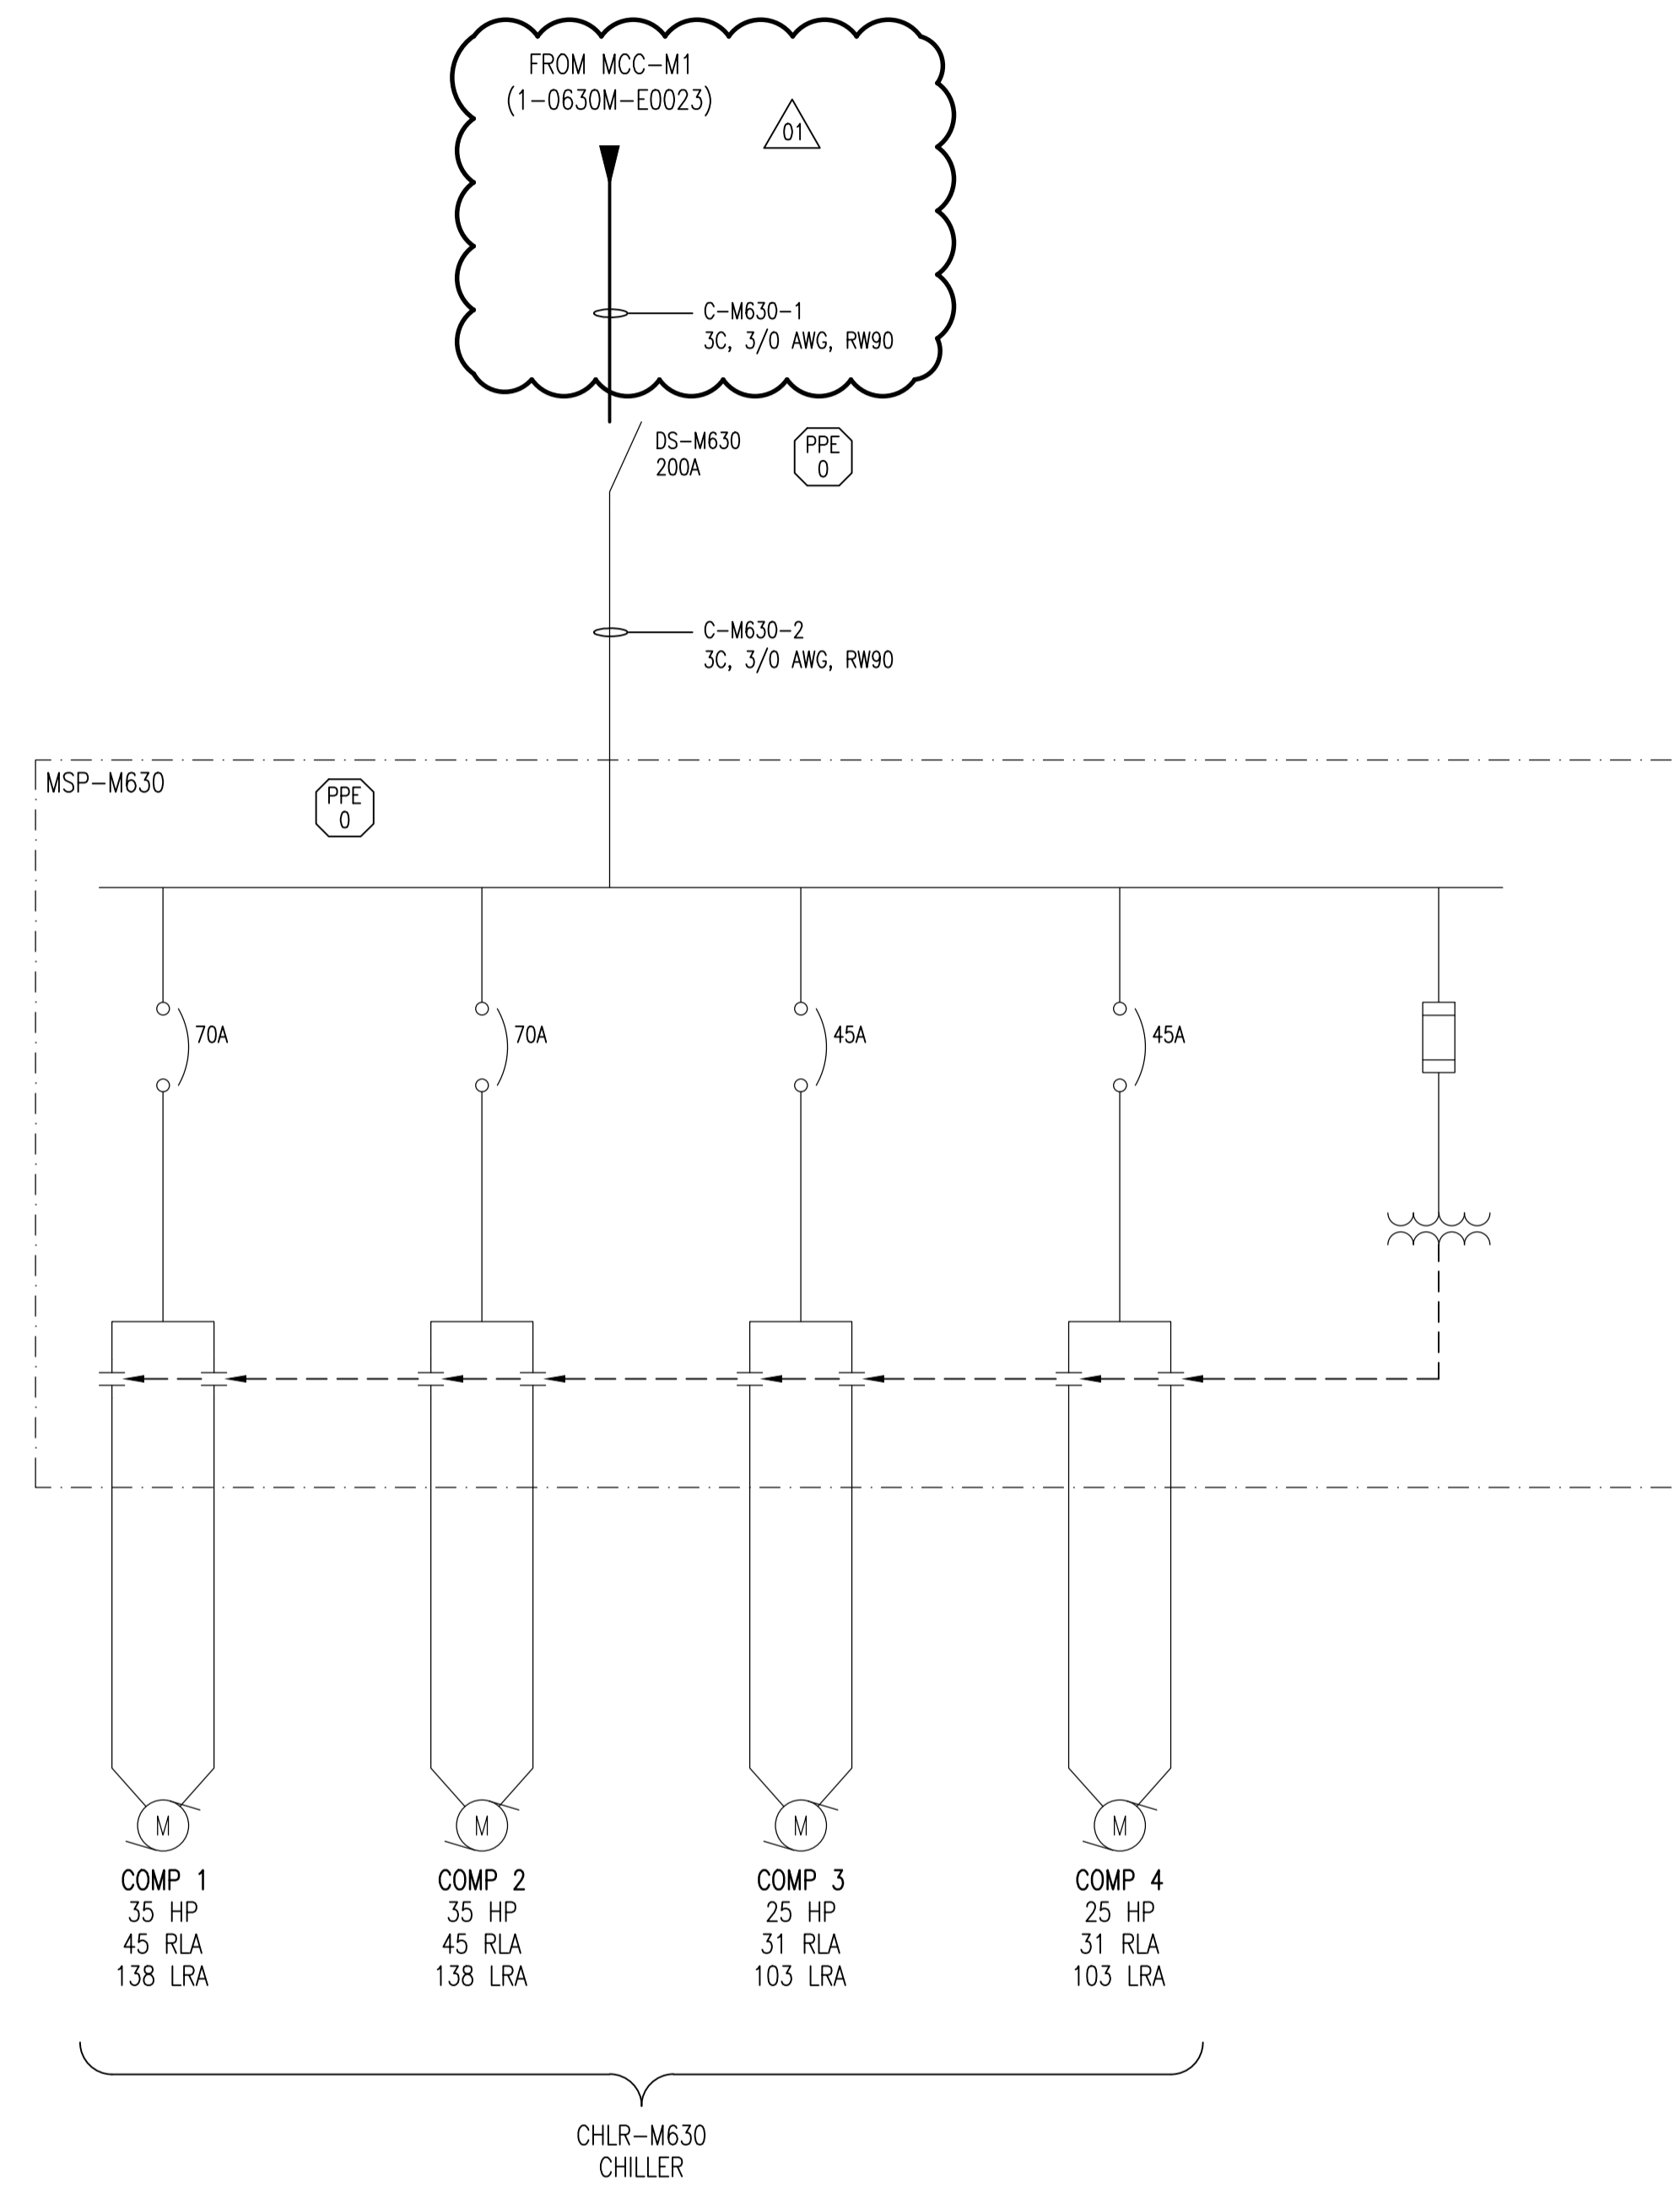 FROM MCC-M1
(1-0630M-E0023)
01
C-M630-1
3C, 3/0 AWG, RW90
DS-M630
200A
PPE
0
C-M630-2
3C, 3/0 AWG, RW90
MSP-M630
PPE
0
70A
70A
45A
45A
M
M
M
M
COMP 1
35 HP
45 RLA
138 LRA
COMP 2
35 HP
45 RLA
138 LRA
COMP 3
25 HP
31 RLA
103 LRA
COMP 4
25 HP
31 RLA
103 LRA
CHLR-M630
CHILLER